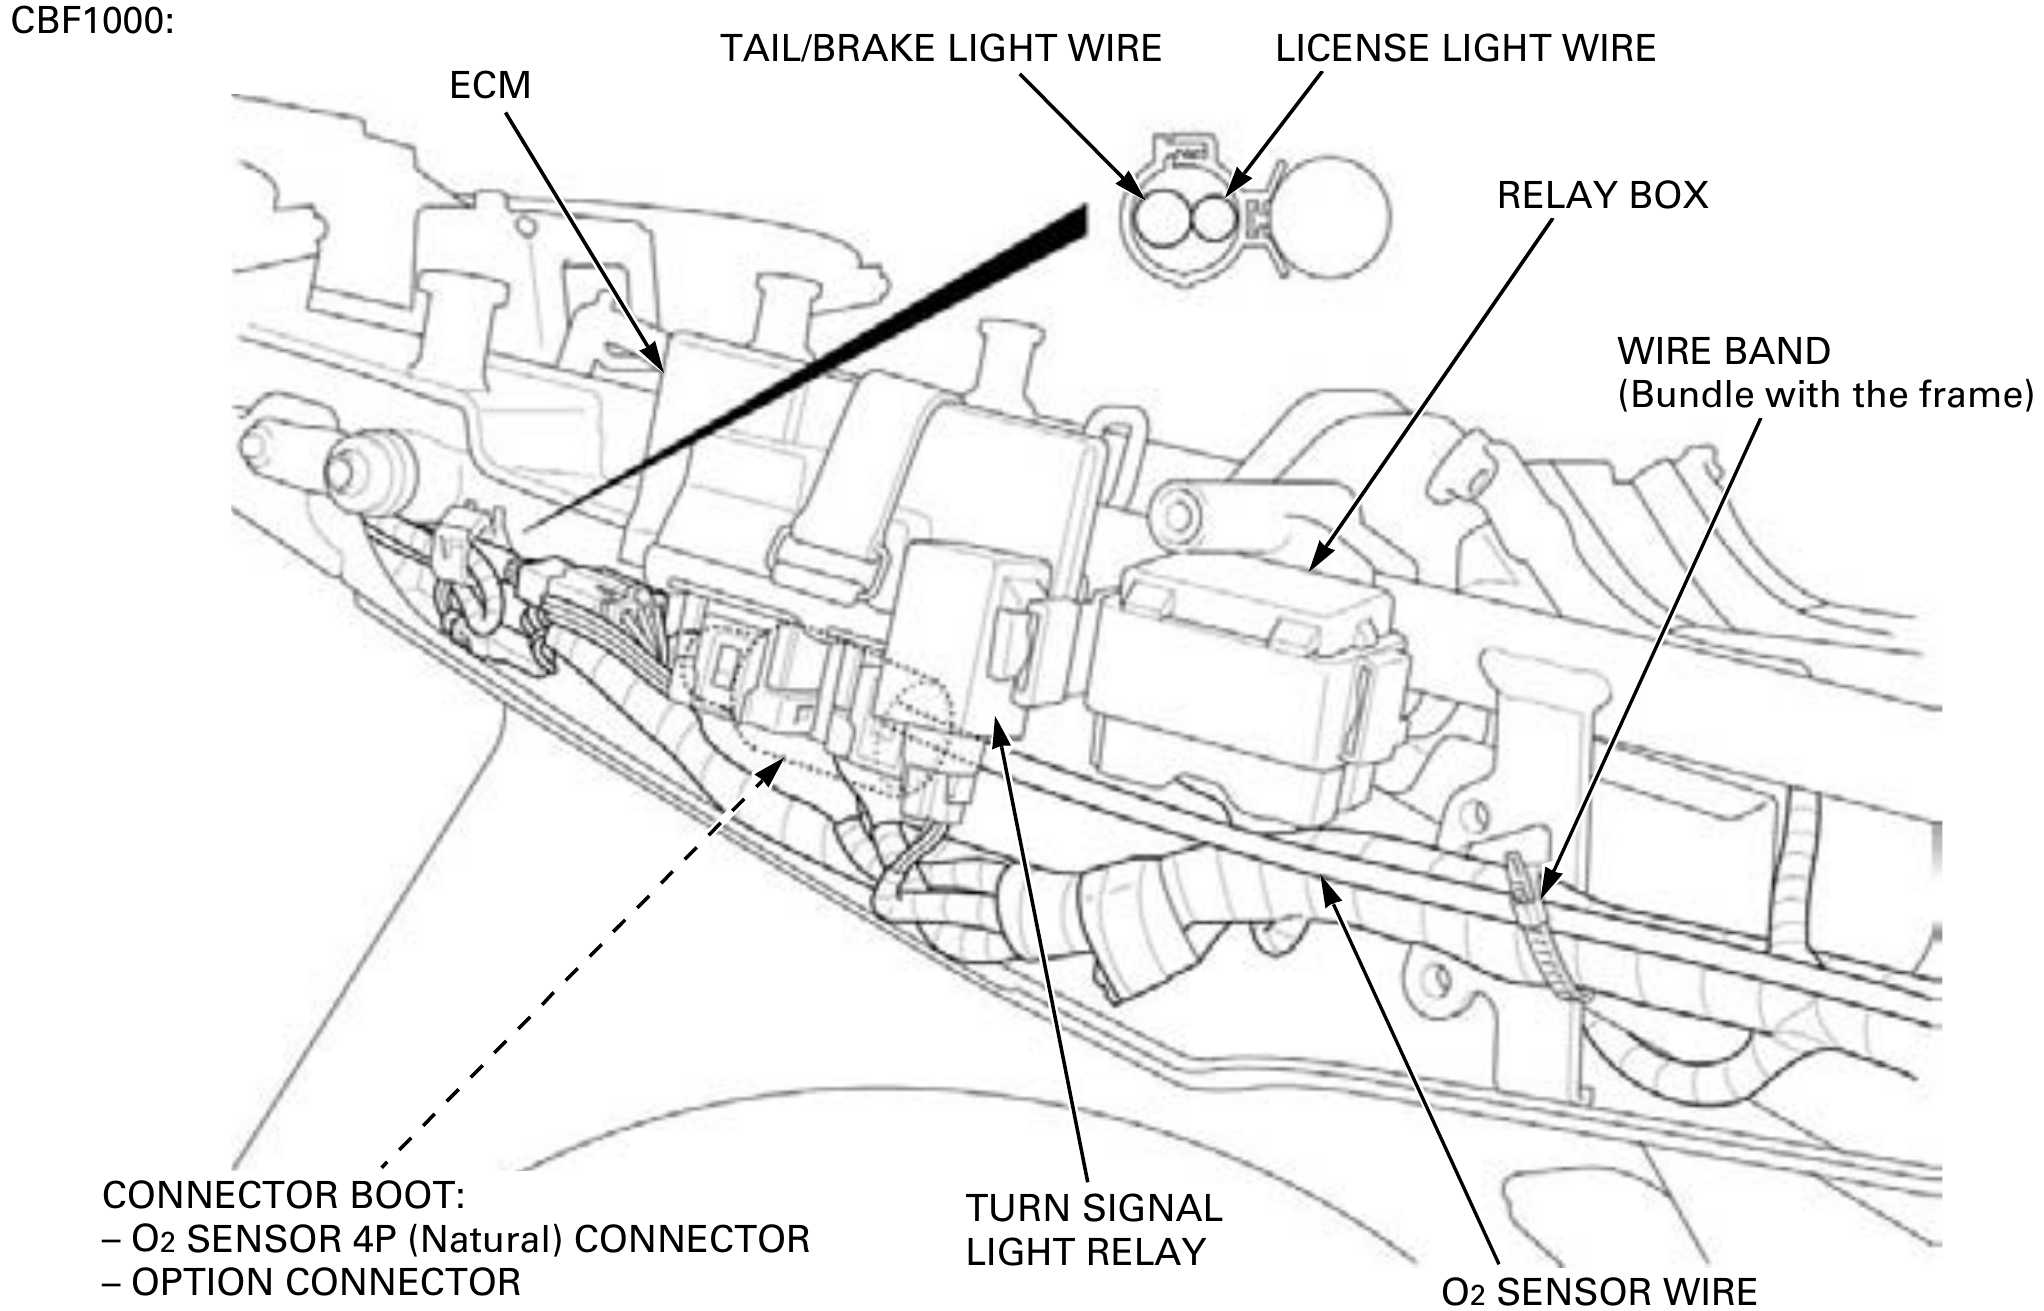 CBF1000:
TAIL/BRAKE LIGHT WIRE
LICENSE LIGHT WIRE
ECM
RELAY BOX
WIRE BAND
(Bundle with the frame)
CONNECTOR BOOT:
– O2 SENSOR 4P (Natural) CONNECTOR
– OPTION CONNECTOR
TURN SIGNAL
LIGHT RELAY
O2 SENSOR WIRE